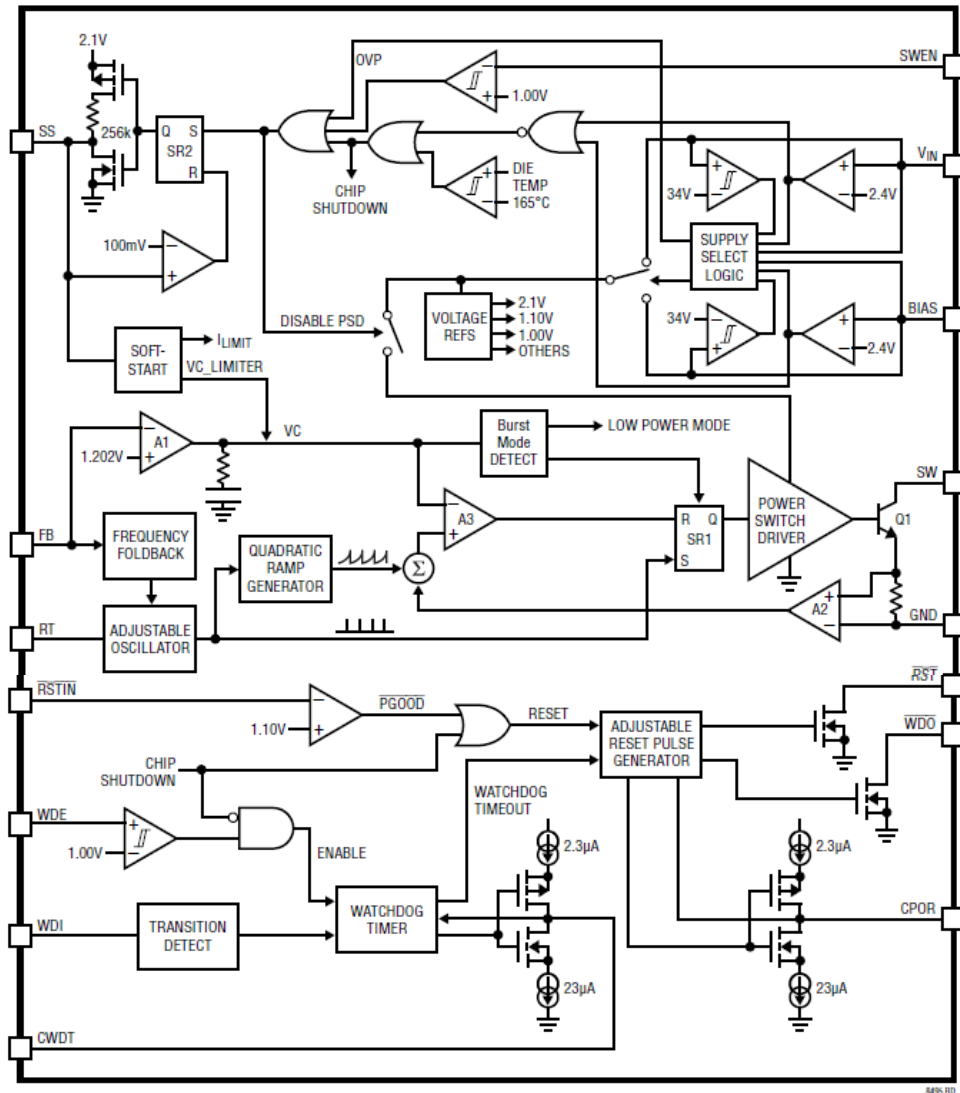 2.1V
OVP
SWEN
1.00V
256k
SS
Q
S
SR2
R
CHIP
SHUTDOWN
DIE
TEMP
165°C
VIN
34V
2.4V
100mV
SUPPLY
SELECT
LOGIC
DISABLE PSD
VOLTAGE
REFS
2.1V
1.10V
1.00V
OTHERS
BIAS
34V
2.4V
SOFT-
START
ILIMIT
VC_LIMITER
A1
1.202V
VC
Burst
Mode
DETECT
LOW POWER MODE
SW
A3
POWER
SWITCH
DRIVER
Q1
R
Q
SR1
S
FB
FREQUENCY
FOLDBACK
QUADRATIC
RAMP
GENERATOR
Σ
A2
RT
ADJUSTABLE
OSCILLATOR
GND
RSTIN
RST
PGOOD
1.10V
RESET
ADJUSTABLE
RESET PULSE
GENERATOR
WDO
CHIP
SHUTDOWN
WATCHDOG
TIMEOUT
WDE
1.00V
ENABLE
2.3µA
2.3µA
WDI
TRANSITION
DETECT
WATCHDOG
TIMER
CPOR
23µA
23µA
CWDT
8495 BD